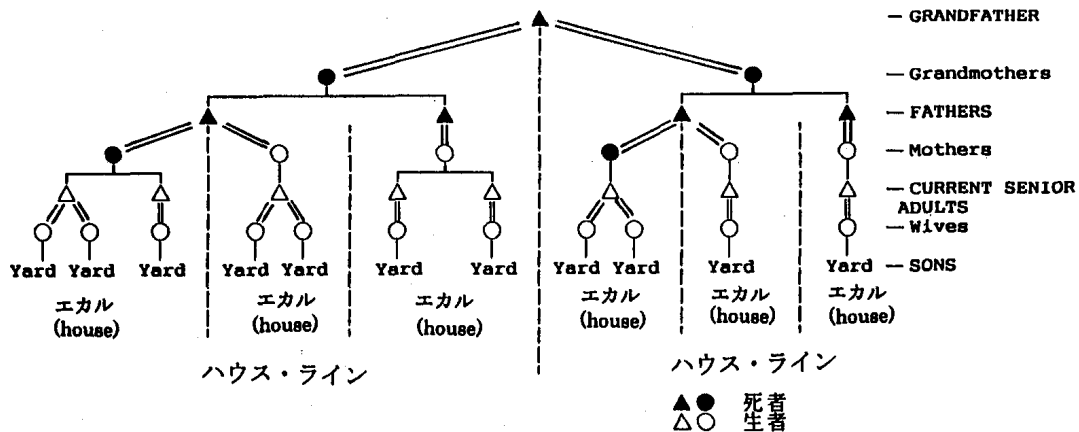 — GRANDFATHER
— Grandmothers
— FATHERS
— Mothers
— CURRENT SENIOR
ADULTS
— Wives
Yard Yard Yard Yard Yard Yard Yard Yard Yard Yard Yard — SONS
エカル エカル エカル エカル エカル エカル
(house) (house) (house) (house) (house) (house)
ハウス・ライン ハウス・ライン
死者
生者